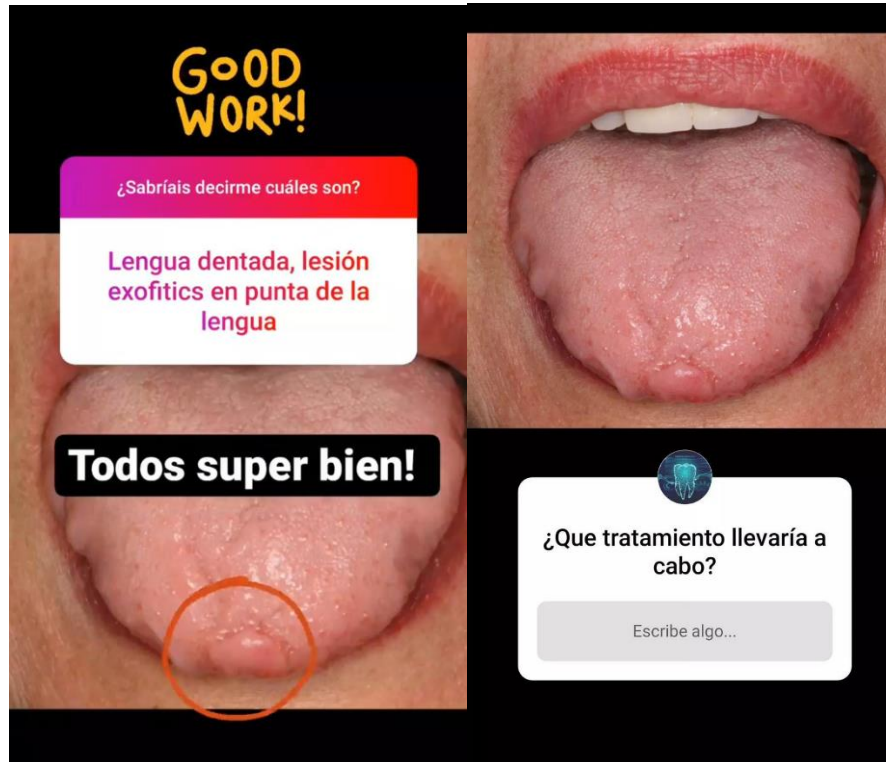 GOOD
WORK!
¿Sabríais decirme cuáles son?
Lengua dentada, lesión
exofitics en punta de la
lengua
Todos super bien!
¿Que tratamiento llevaría a
cabo?
Escribe algo...